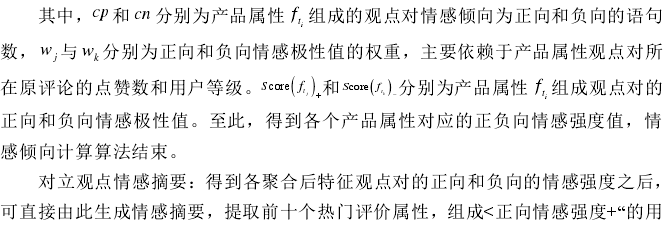 其中，cp 和 cn 分别为产品属性 f_{t_i} 组成的观点对情感倾向为正向和负向的语句
数，w_j 与 w_k 分别为正向和负向情感极性值的权重，主要依赖于产品属性观点对所
在原评论的点赞数和用户等级。Score(f_{t_i})_+ 和 Score(f_{t_i})_- 分别为产品属性 f_{t_i} 组成观点对的
正向和负向情感极性值。至此，得到各个产品属性对应的正负向情感强度值，情
感倾向计算算法结束。
对立观点情感摘要：得到各聚合后特征观点对的正向和负向的情感强度之后，
可直接由此生成情感摘要，提取前十个热门评价属性，组成<正向情感强度+“的用